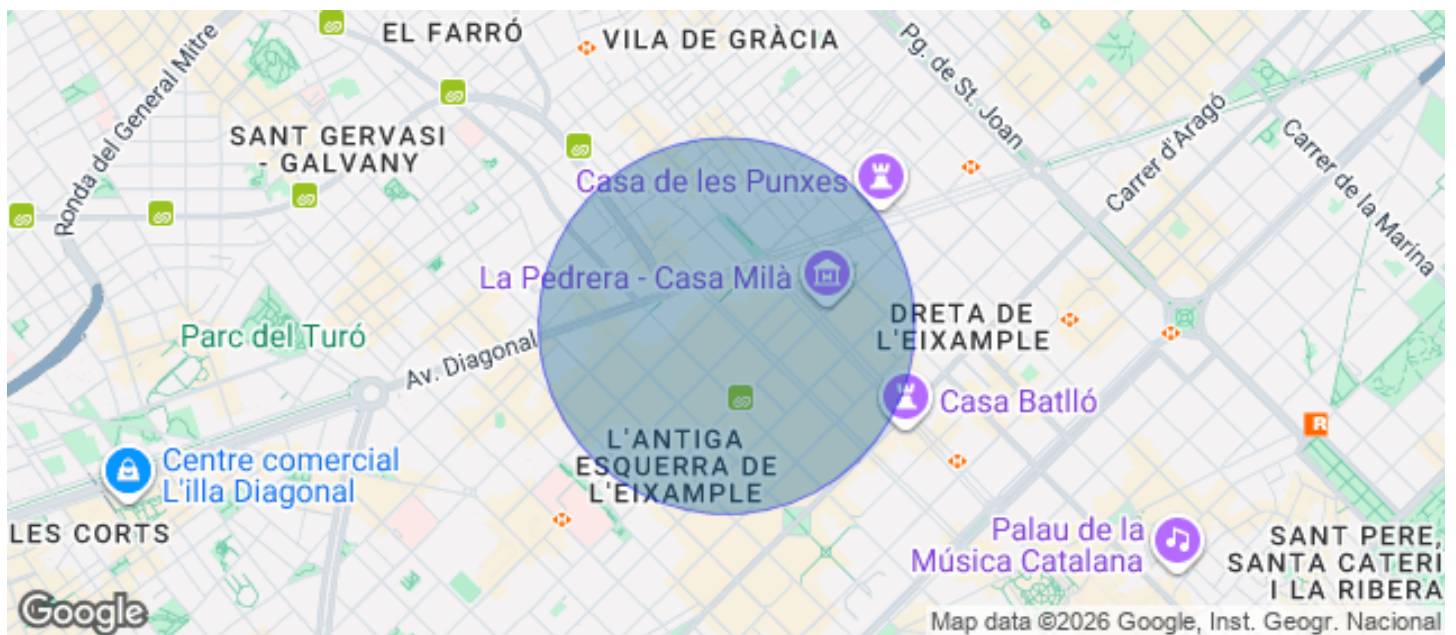 EL FARRÓ
VILA DE GRÀCIA
Ronda del General Mitre
Pg. de St. Joan
SANT GERVASI
- GALVANY
Carrer d'Aragó
Carrer de la Marina
Casa de les Punxes
La Pedrera - Casa Milà
DRETA DE
L'EIXAMPLE
Parc del Turó
Av. Diagonal
Casa Batlló
L'ANTIGA
ESQUERRA DE
L'EIXAMPLE
Centre comercial
L'illa Diagonal
R
LES CORTS
Palau de la
Música Catalana
SANT PERE,
SANTA CATERI
I LA RIBERA
Google
Map data ©2026 Google, Inst. Geogr. Nacional